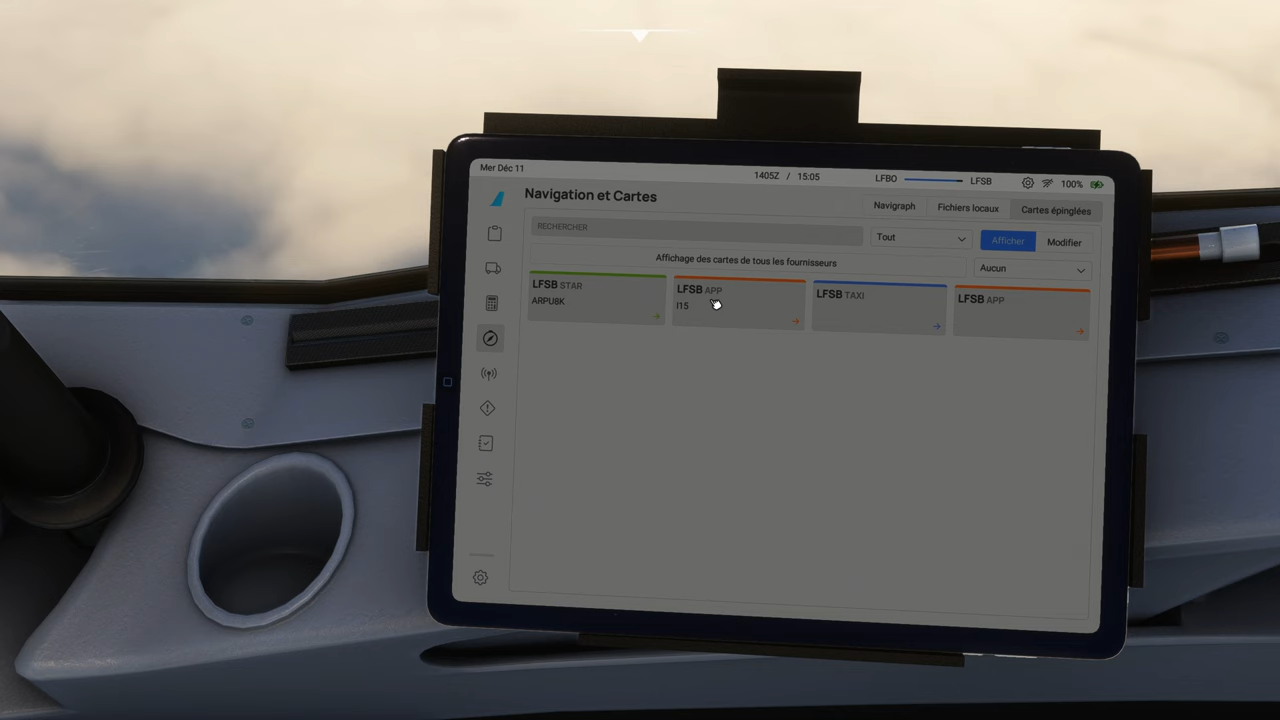 Mer Déc 11
1405Z / 15:05
LFBO
LFSB
100%
Navigation et Cartes
Navigraph
Fichiers locaux
Cartes épinglées
RECHERCHER
Tout
Afficher
Modifier
Affichage des cartes de tous les fournisseurs
Aucun
LFSB STAR
ARPU8K
LFSB APP
I15
LFSB TAXI
LFSB APP